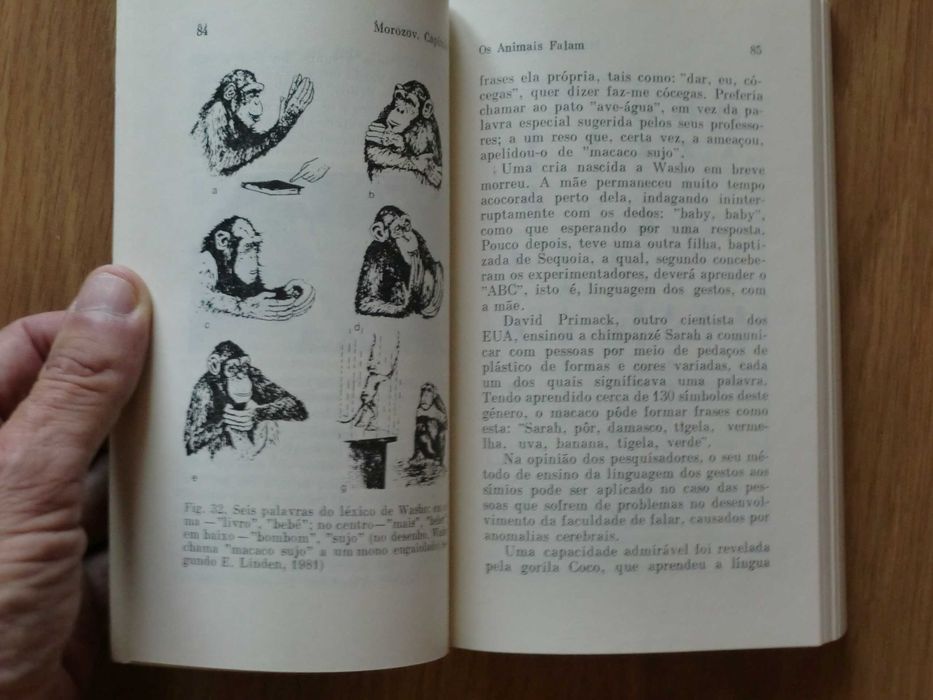 84
Morozov.
a
b
c
d
e
g
Fig. 32. Seis palavras do léxico de Washo: em
ma —"livro", "bebé"; no centro—"mais",
em baixo —"bombom", "sujo" (no desenho,
chama "macaco sujo" a um mono
gundo E. Linden, 1981)
Os Animais Falam
85
frases ela própria, tais como: "dar, eu, có-
cegas", quer dizer faz-me cócegas. Preferia
chamar ao pato "ave-água", em vez da pa-
lavra especial sugerida pelos seus professo-
res; a um reso que, certa vez, a ameaçou,
apelidou-o de "macaco sujo".
Uma cria nascida a Washo em breve
morreu. A mãe permaneceu muito tempo
acocorada perto dela, indagando ininter-
ruptamente com os dedos: "baby, baby",
como que esperando por uma resposta.
Pouco depois, teve uma outra filha, bapti-
zada de Sequoia, a qual, segundo concebe-
ram os experimentadores, deverá aprender o
"ABC", isto é, linguagem dos gestos, com
a mãe.
David Primack, outro cientista dos
EUA, ensinou a chimpanzé Sarah a comuni-
car com pessoas por meio de pedaços de
plástico de formas e cores variadas, cada
um dos quais significava uma palavra.
Tendo aprendido cerca de 130 símbolos deste
género, o macaco pôde formar frases como
esta: "Sarah, pôr, damasco, tigela, verme-
lha, uva, banana, tigela, verde".
Na opinião dos pesquisadores, o seu mé-
todo de ensino da linguagem dos gestos aos
símios pode ser aplicado no caso das pes-
soas que sofrem de problemas no desenvol-
vimento da faculdade de falar, causados por
anomalias cerebrais.
Uma capacidade admirável foi revelada
pela gorila Coco, que aprendeu a língua